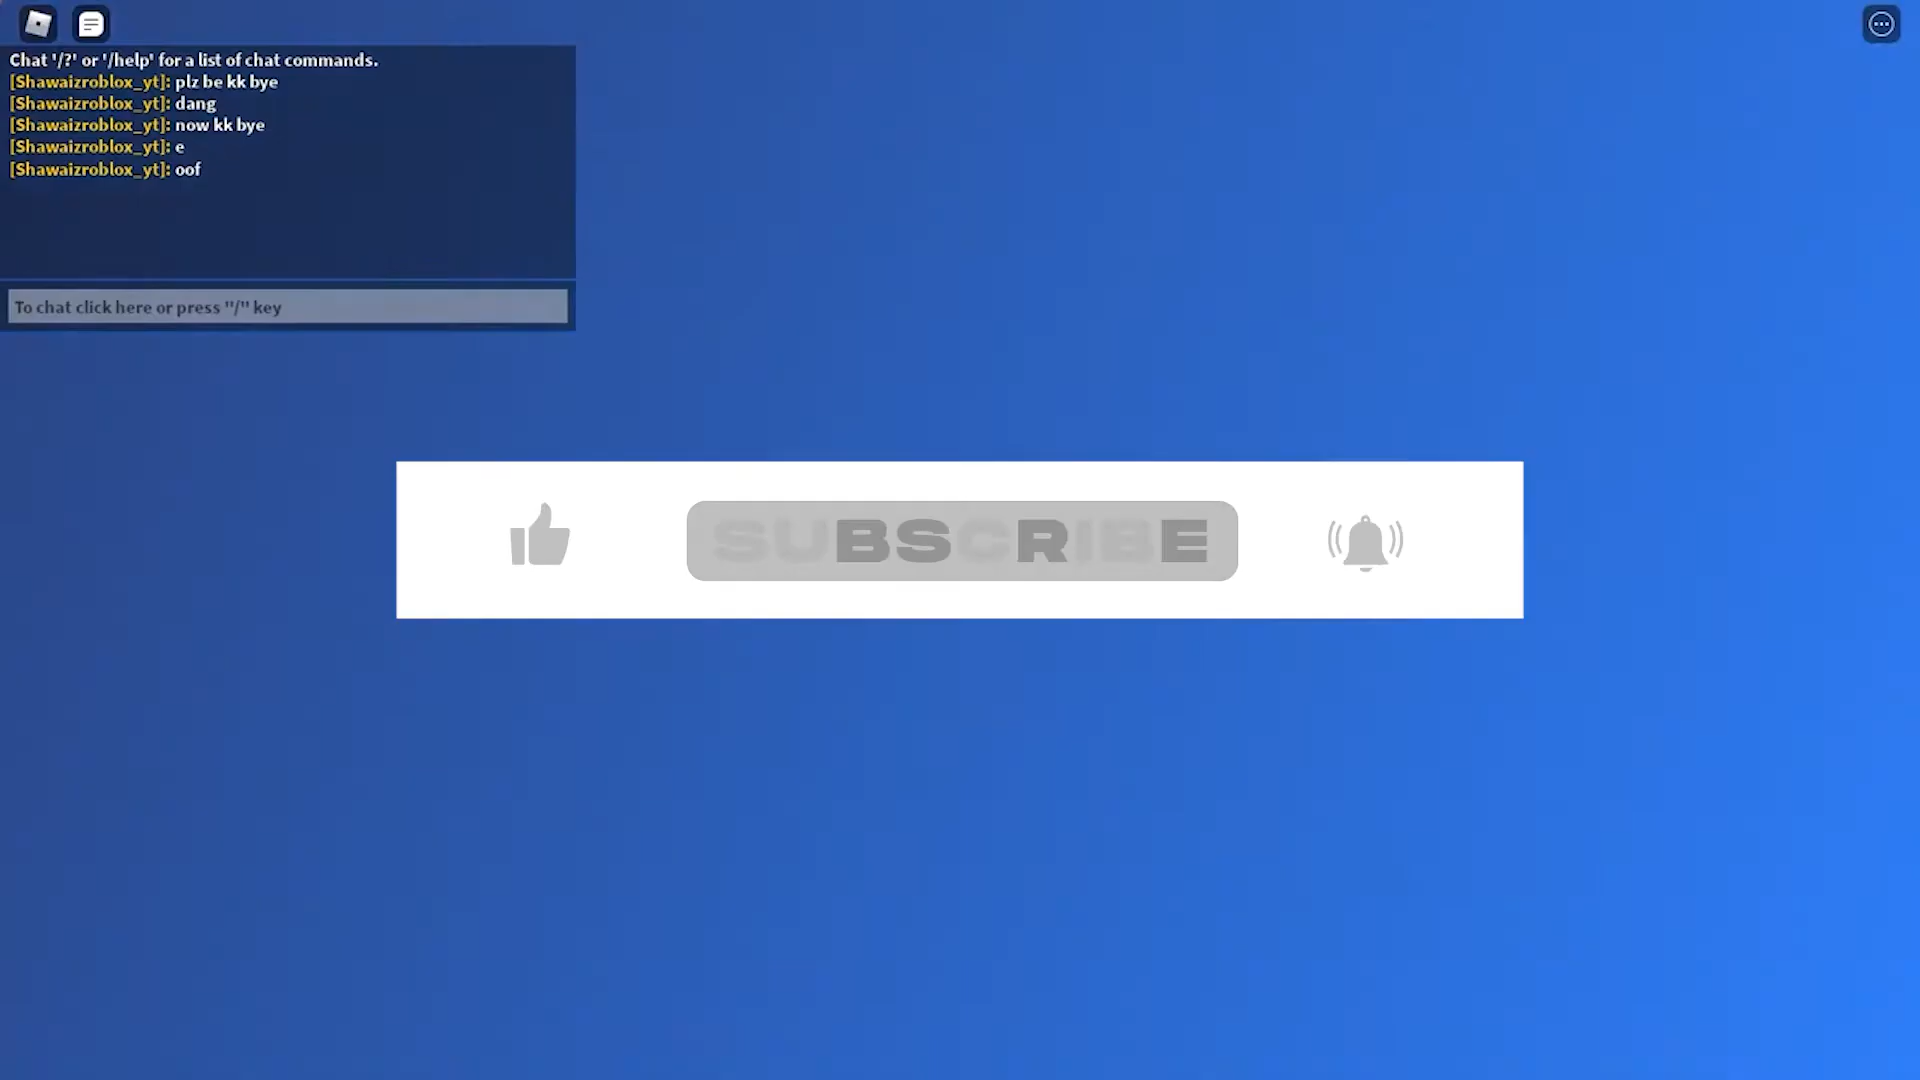 Chat '/?' or '/help' for a list of chat commands.
[Shawaizroblox_yt]: plz be kk bye
[Shawaizroblox_yt]: dang
[Shawaizroblox_yt]: now kk bye
[Shawaizroblox_yt]: e
[Shawaizroblox_yt]: oof
To chat click here or press "/" key
SUBSCRIBE